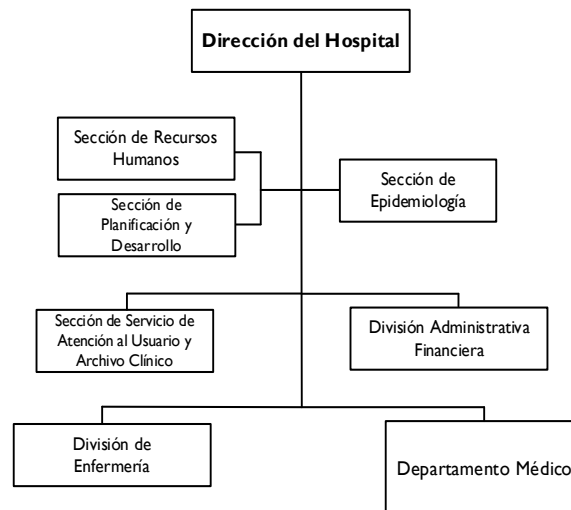 Dirección del Hospital
Sección de Recursos
Humanos
Sección de
Planificación y
Desarrollo
Sección de
Epidemiología
Sección de Servicio de
Atención al Usuario y
Archivo Clínico
División Administrativa
Financiera
División de
Enfermería
Departamento Médico